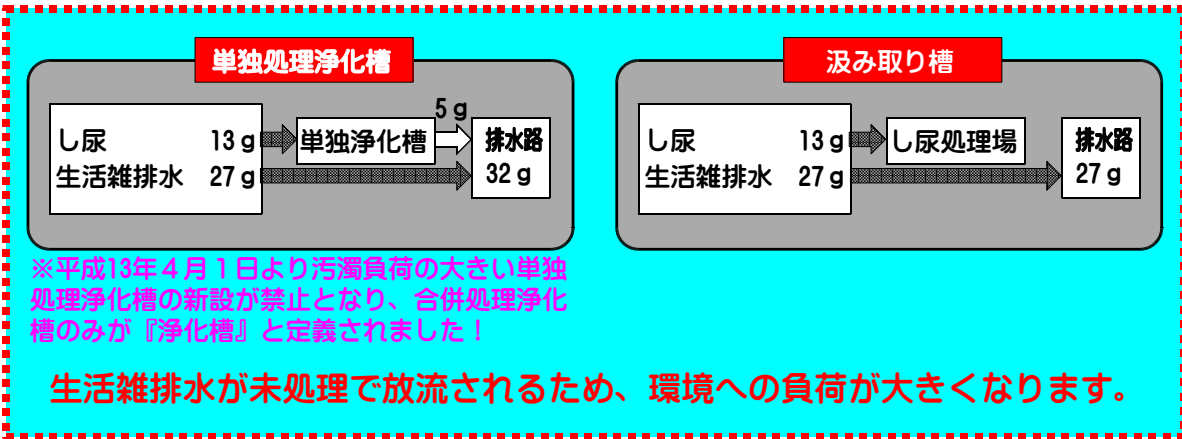 単独処理浄化槽
し尿 13ｇ
単独浄化槽
5ｇ
排水路
生活雑排水 27ｇ
32ｇ
※平成13年４月１日より汚濁負荷の大きい単独
処理浄化槽の新設が禁止となり、合併処理浄化
槽のみが『浄化槽』と定義されました！
汲み取り槽
し尿 13ｇ
し尿処理場
排水路
生活雑排水 27ｇ
27ｇ
生活雑排水が未処理で放流されるため、環境への負荷が大きくなります。